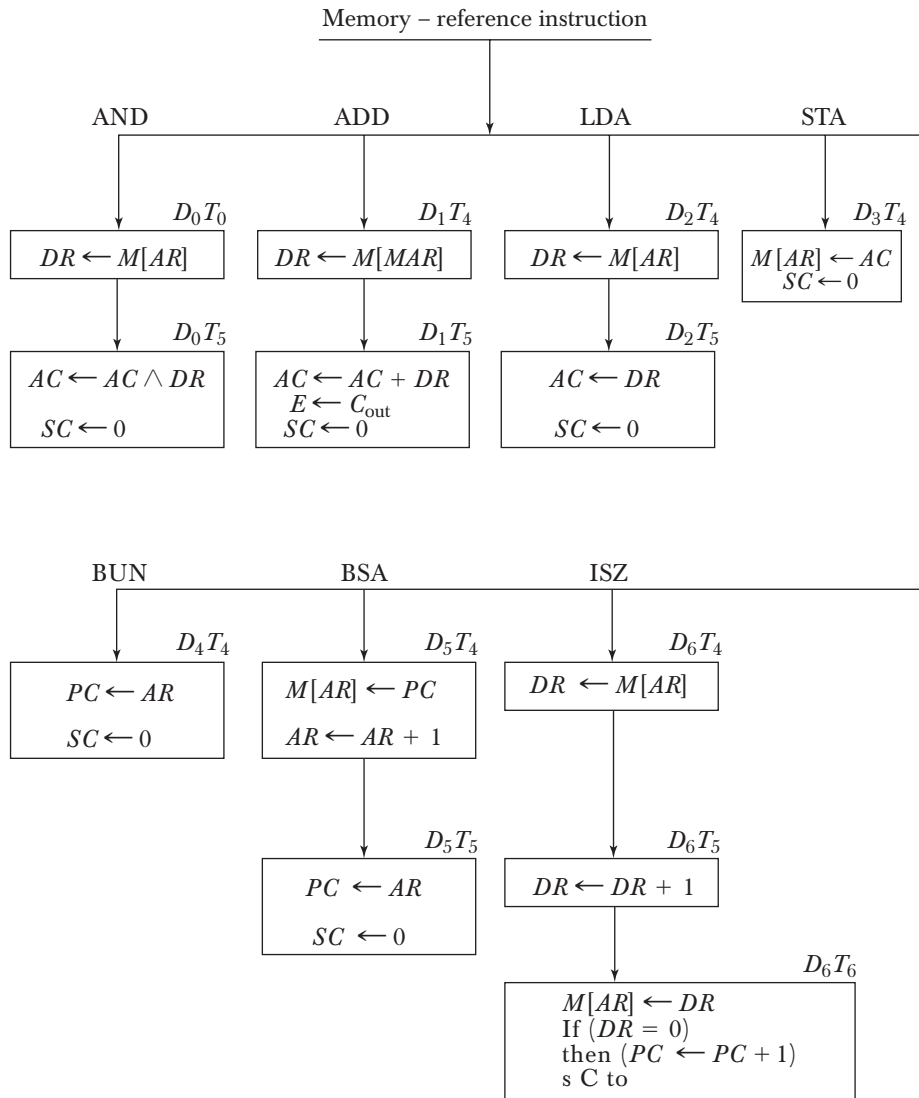 Memory – reference instruction
AND ADD LDA STA
D₀T₀ D₁T₄ D₂T₄ D₃T₄
DR ← M[AR] DR ← M[MAR] DR ← M[AR] M[AR] ← AC
SC ← 0
D₀T₅ D₁T₅ D₂T₅
AC ← AC ∧ DR AC ← AC + DR AC ← DR
E ← Cout
SC ← 0 SC ← 0 SC ← 0
BUN BSA ISZ
D₄T₄ D₅T₄ D₆T₄
PC ← AR M[AR] ← PC DR ← M[AR]
SC ← 0 AR ← AR + 1
D₅T₅ D₆T₅
PC ← AR DR ← DR + 1
SC ← 0
D₆T₆
M[AR] ← DR
If (DR = 0)
then (PC ← PC + 1)
s C to